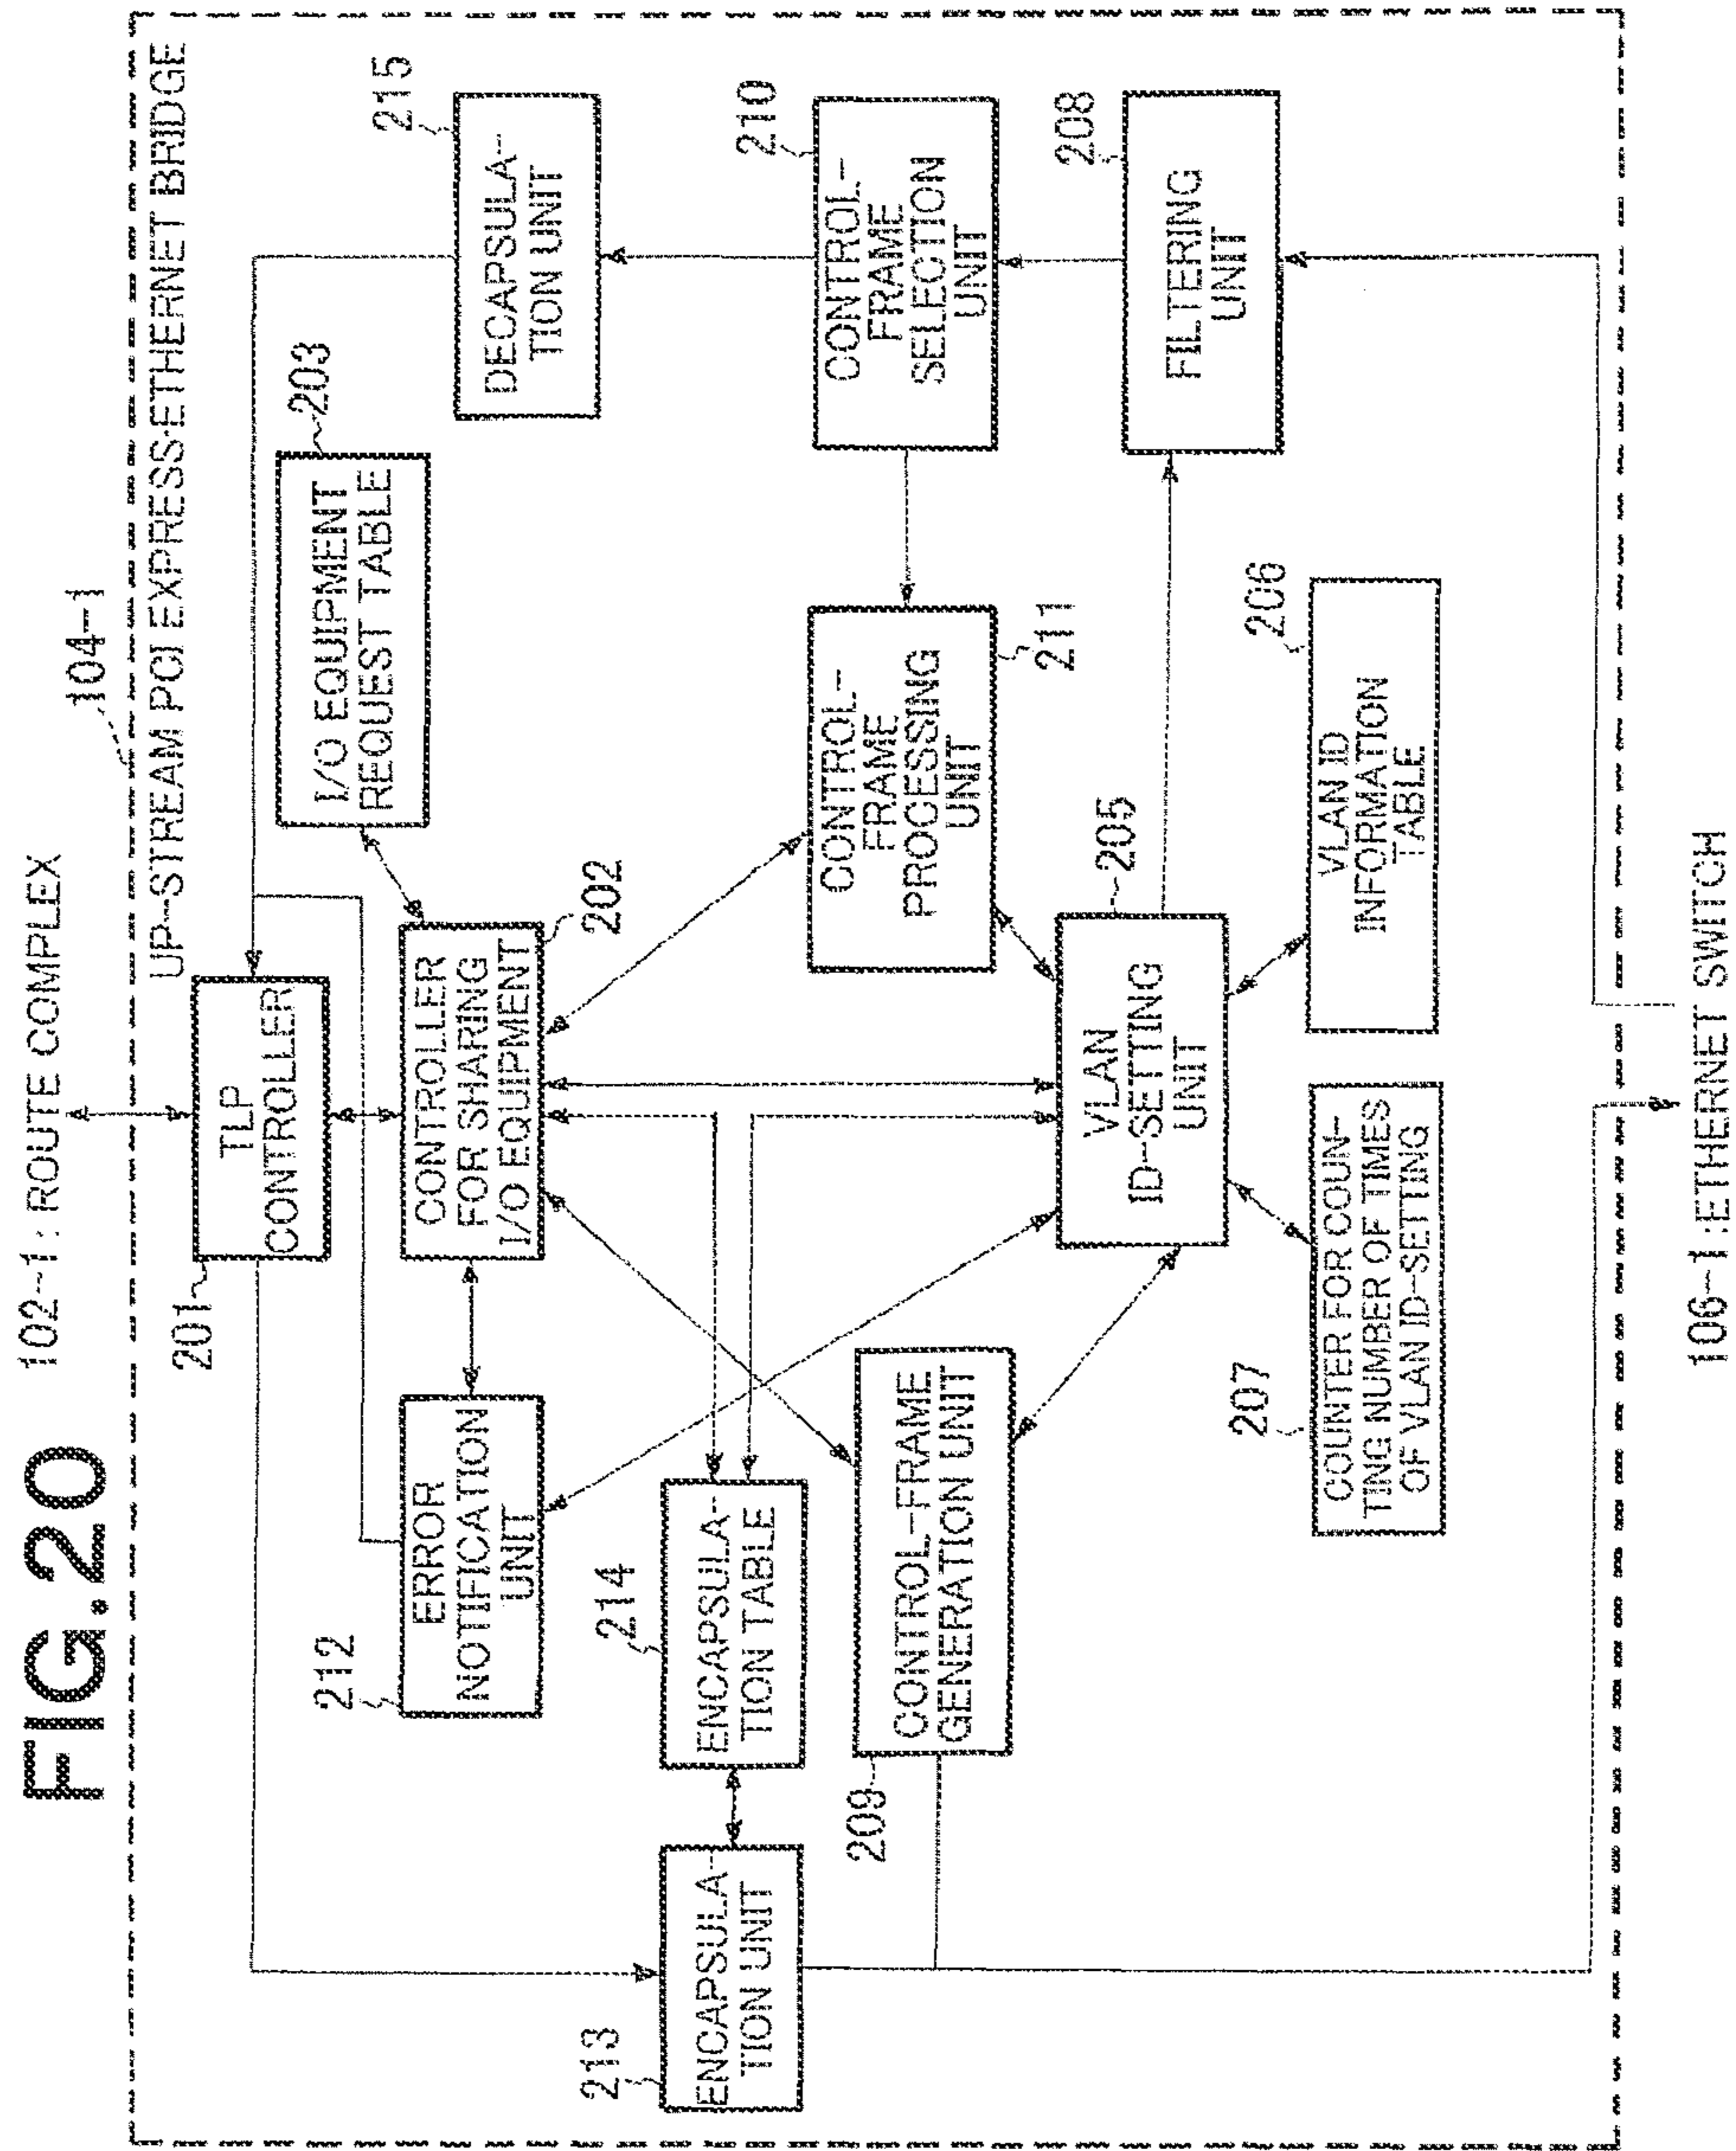 FIG.20
102-1: ROUTE COMPLEX
104-1
UP-STREAM PCI EXPRESS-ETHERNET BRIDGE
201
TLP
CONTROLLER
203
I/O EQUIPMENT
REQUEST TABLE
215
DECAPSULA-
TION UNIT
212
ERROR
NOTIFICATION
UNIT
CONTROLLER
FOR SHARING
I/O EQUIPMENT
202
213
ENCAPSULA-
TION UNIT
214
ENCAPSULA-
TION TABLE
210
CONTROL-
FRAME
SELECTION
UNIT
209
CONTROL-FRAME
GENERATION UNIT
CONTROL-
FRAME
PROCESSING
UNIT
211
208
FILTERING
UNIT
205
VLAN
ID-SETTING
UNIT
207
COUNTER FOR COUN-
TING NUMBER OF TIMES
OF VLAN ID-SETTING
206
VLAN ID
INFORMATION
TABLE
106-1 :ETHERNET SWITCH